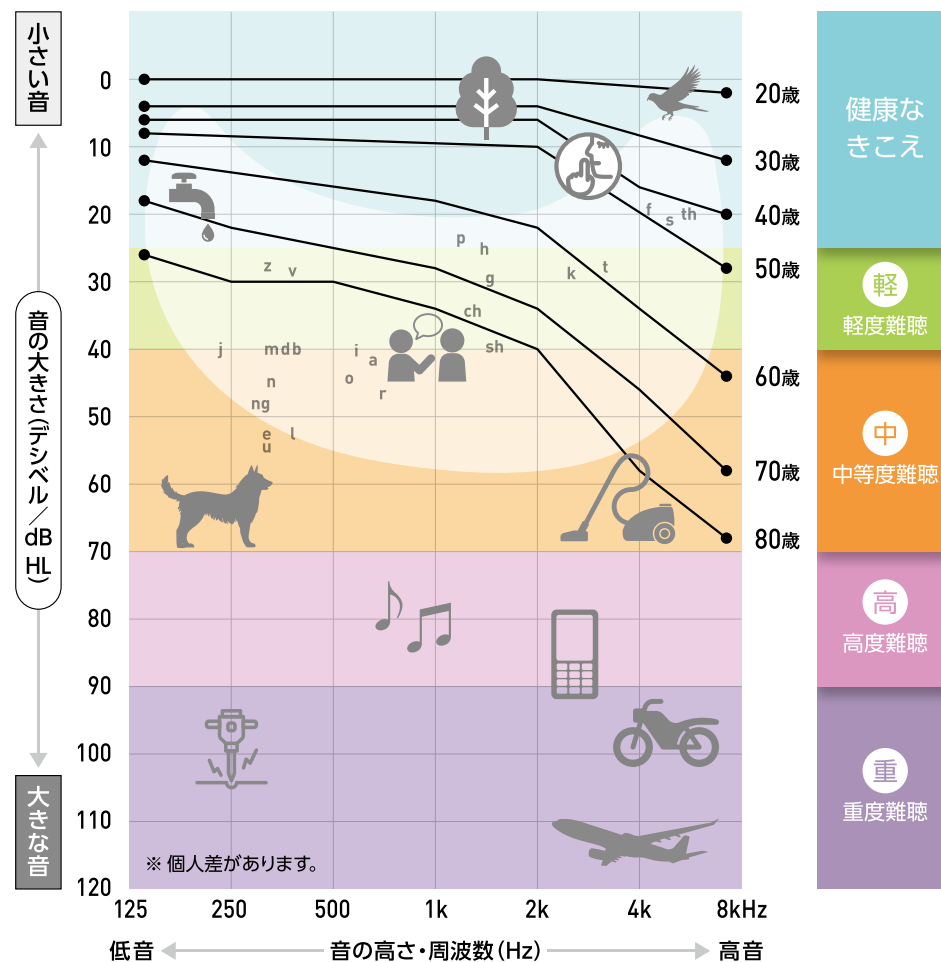 小さい音
音の大きさ（デシベル／dB HL）
大きな音
0
10
20
30
40
50
60
70
80
90
100
110
120
20歳
30歳
40歳
50歳
60歳
70歳
80歳
健康な
きこえ
軽
軽度難聴
中
中等度難聴
高
高度難聴
重
重度難聴
f
s
th
p
h
z
v
g
k
t
ch
j
m
d
b
i
a
sh
n
o
r
ng
e
l
u
※ 個人差があります。
125
250
500
1k
2k
4k
8kHz
低音
音の高さ・周波数（Hz）
高音